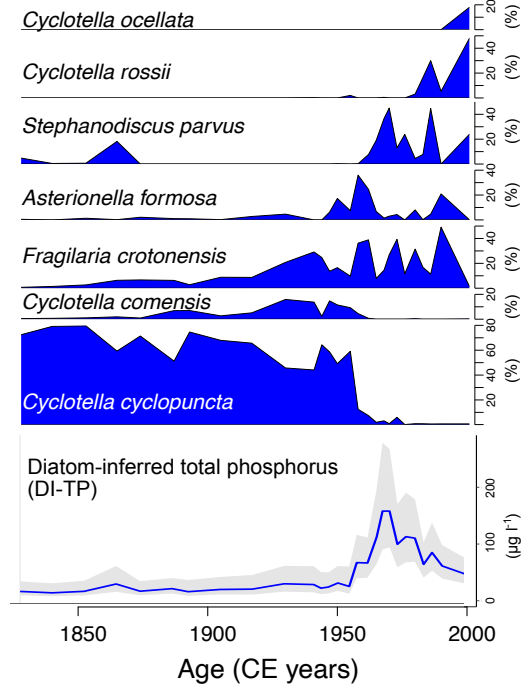 Cyclotella ocellata
20
(%)
Cyclotella rossii
20
40
(%)
Stephanodiscus parvus
20
40
(%)
Asterionella formosa
20
40
(%)
Fragilaria crotonensis
20
40
(%)
Cyclotella comensis
20
(%)
Cyclotella cyclopuncta
0
20
40
60
80
(%)
Diatom-inferred total phosphorus
(DI-TP)
0
100
200
(µg l⁻¹)
1850 1900 1950 2000
Age (CE years)